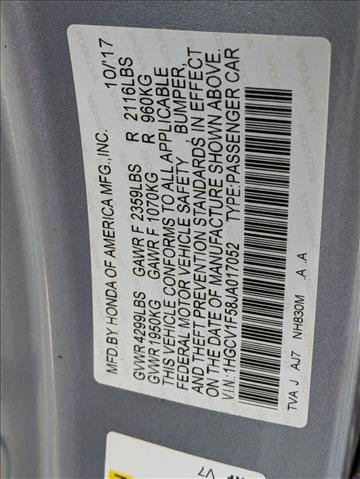 MFD. BY HONDA OF AMERICA MFG., INC. 10/17
GVWR 4299LBS GAWR F 2359LBS R 2116LBS
GVWR 1950KG GAWR F 1070KG R 960KG
THIS VEHICLE CONFORMS TO ALL APPLICABLE
FEDERAL MOTOR VEHICLE SAFETY BUMPER,
AND THEFT PREVENTION STANDARDS IN EFFECT
ON THE DATE OF MANUFACTURE SHOWN ABOVE.
V.I.N.: 1HGCV1F58JA017052 TYPE: PASSENGER CAR
TVA J AJ7 NH830M A .A
V7